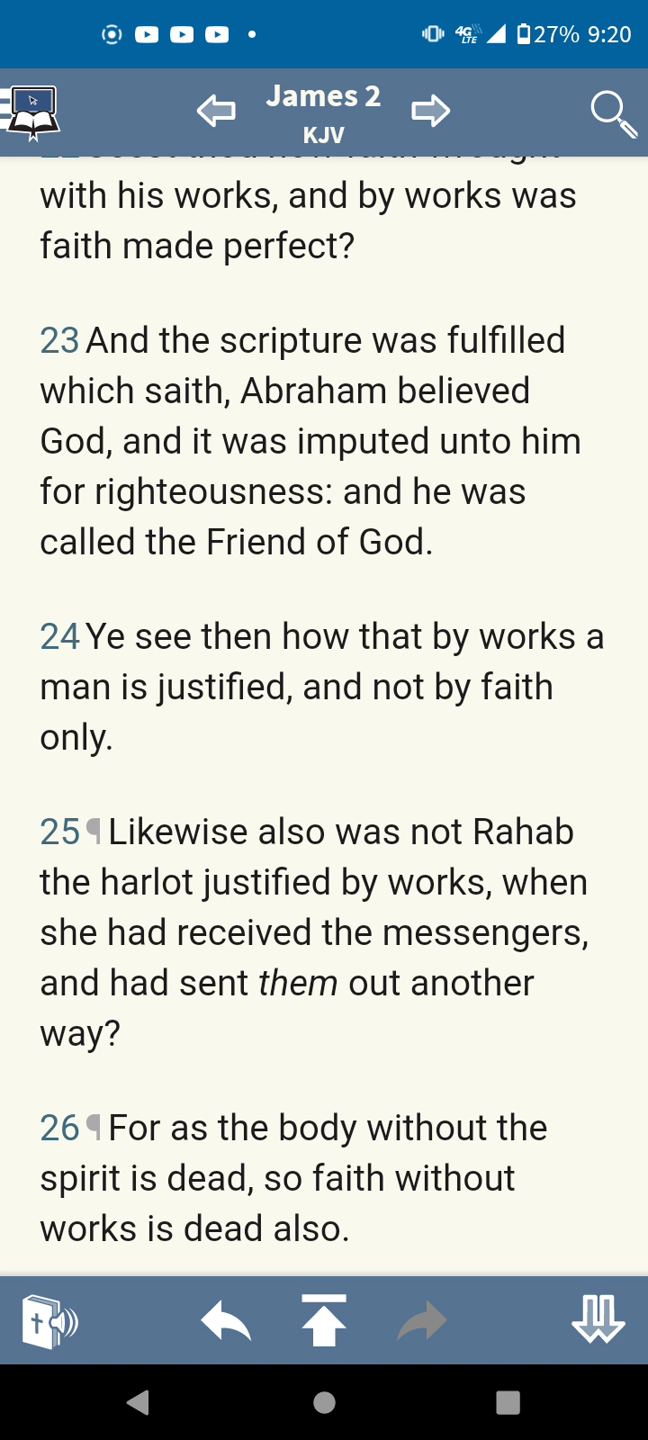 27% 9:20
James 2
KJV
with his works, and by works was
faith made perfect?
23 And the scripture was fulfilled
which saith, Abraham believed
God, and it was imputed unto him
for righteousness: and he was
called the Friend of God.
24 Ye see then how that by works a
man is justified, and not by faith
only.
25 ¶ Likewise also was not Rahab
the harlot justified by works, when
she had received the messengers,
and had sent them out another
way?
26 ¶ For as the body without the
spirit is dead, so faith without
works is dead also.